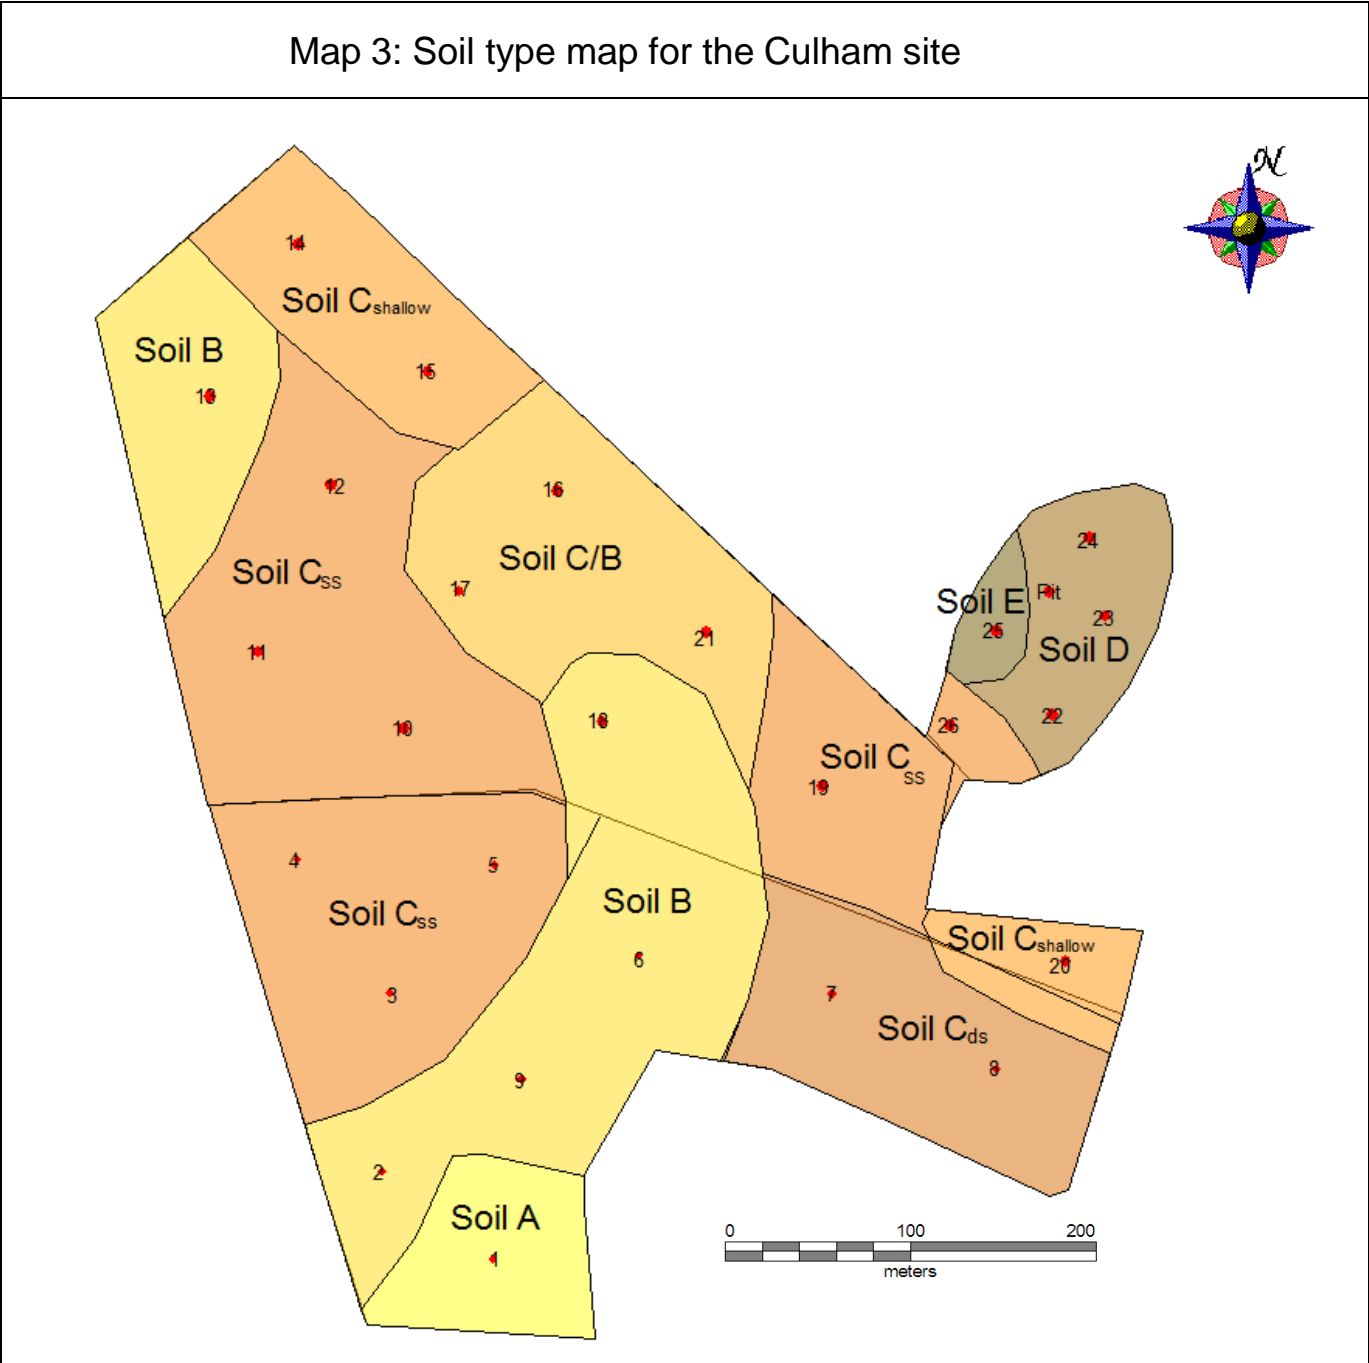 Map 3: Soil type map for the Culham site
N
14
Soil Cshallow
Soil B
15
13
12
16
Soil C/B
Soil Css
17
24
Pit
Soil E
23
25
21
Soil D
11
18
22
10
26
Soil Css
19
4
5
Soil B
Soil Css
Soil Cshallow
6
20
3
7
Soil Cds
8
9
2
Soil A
1
0 100 200
meters